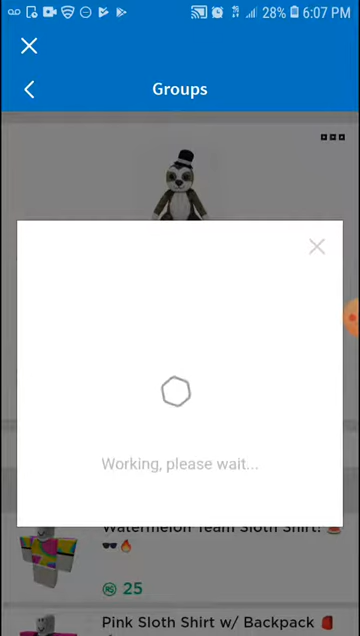 28% 6:07 PM
Groups
Working, please wait...
Watermelon Team Sloth Shirt!
25
Pink Sloth Shirt w/ Backpack